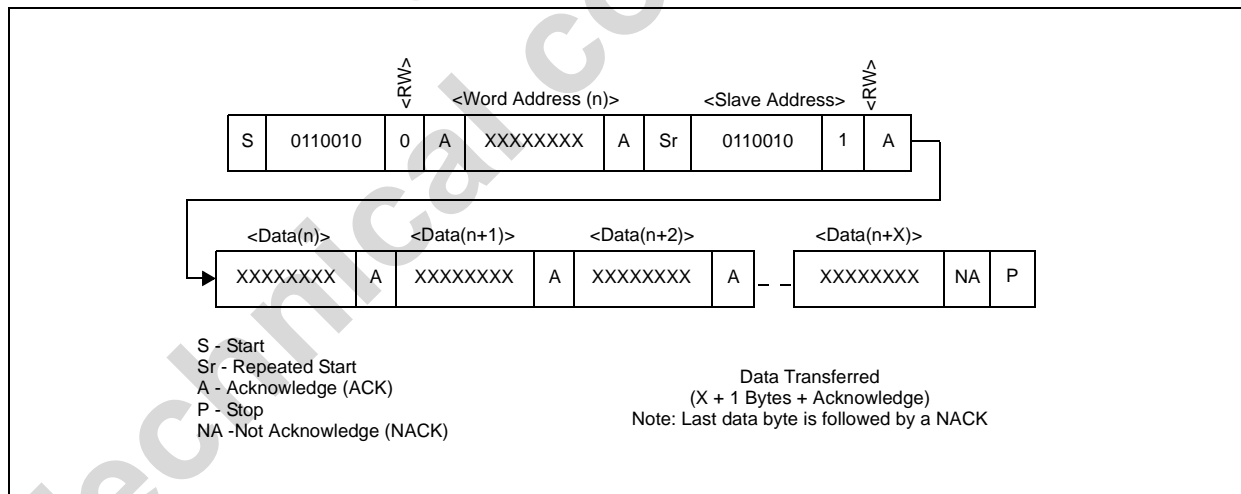 <RW> <Word Address (n)> <Slave Address> <RW>
S 0110010 0 A XXXXXXXX A Sr 0110010 1 A
<Data(n)> <Data(n+1)> <Data(n+2)> <Data(n+X)>
XXXXXXXX A XXXXXXXX A XXXXXXXX A XXXXXXXX NA P
S - Start
Sr - Repeated Start
A - Acknowledge (ACK)
P - Stop
NA -Not Acknowledge (NACK)
Data Transferred
(X + 1 Bytes + Acknowledge)
Note: Last data byte is followed by a NACK